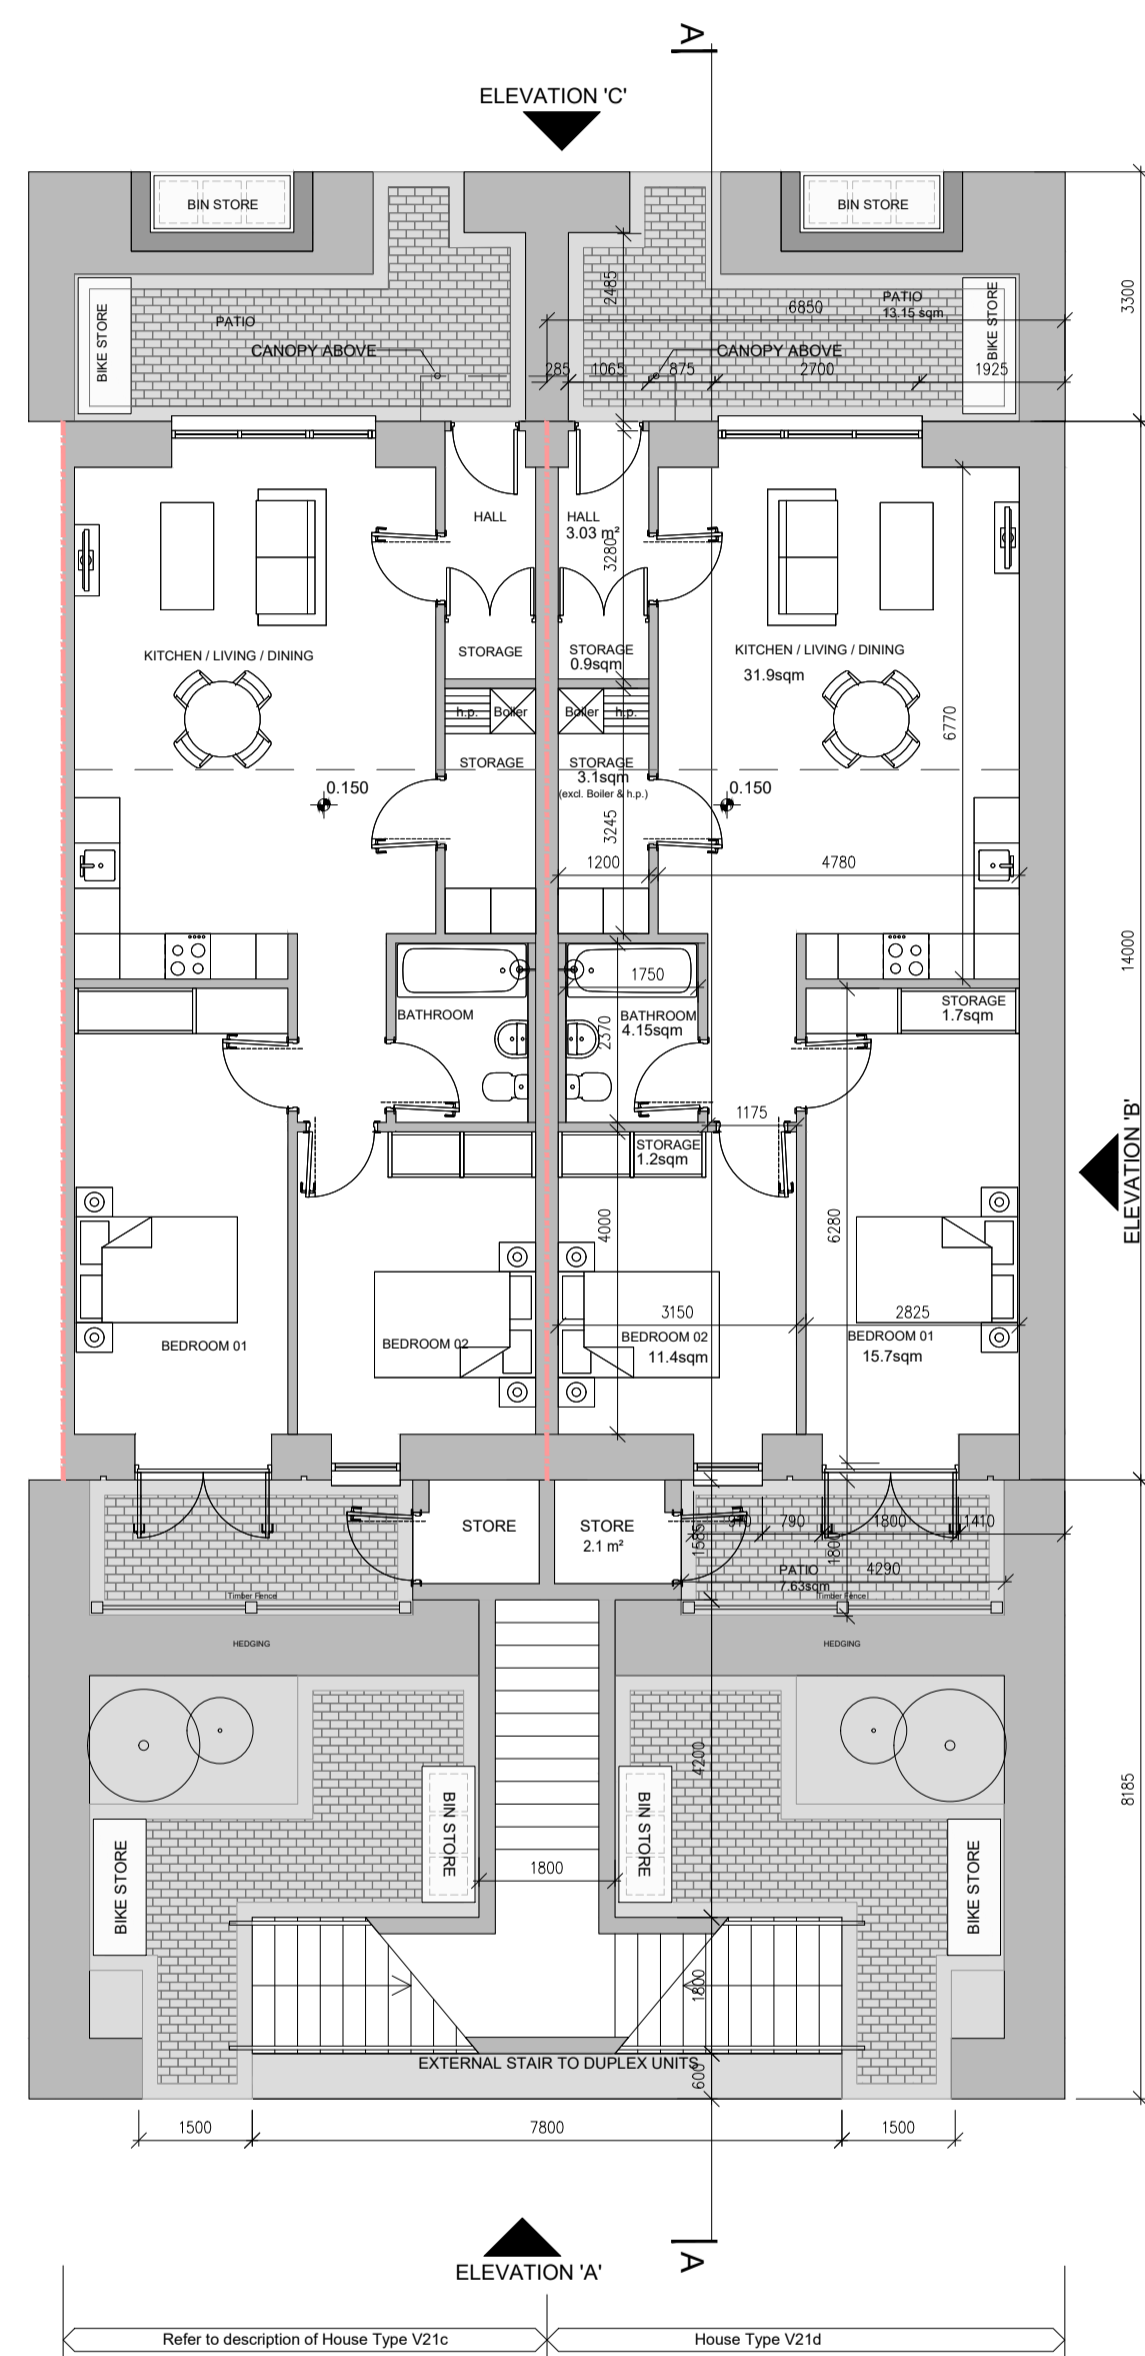 A
ELEVATION 'C'
BIN STORE
BIN STORE
BIKE STORE
PATIO
CANOPY ABOVE
2485
6850
PATIO
13.15 sqm
BIKE STORE
3300
CANOPY ABOVE
285
1065
875
2700
1925
HALL
HALL
3.03 m²
3280
KITCHEN / LIVING / DINING
STORAGE
STORAGE
0.9sqm
KITCHEN / LIVING / DINING
31.9sqm
h.p.
Boiler
Boiler
h.p.
6770
STORAGE
STORAGE
3.1sqm
(excl. Boiler & h.p.)
0.150
0.150
3245
1200
4780
14000
1750
BATHROOM
BATHROOM
4.15sqm
2370
STORAGE
1.7sqm
1175
STORAGE
1.2sqm
ELEVATION 'B'
4000
6280
3150
2825
BEDROOM 01
BEDROOM 02
BEDROOM 02
11.4sqm
BEDROOM 01
15.7sqm
STORE
STORE
2.1 m²
1585
790
1800
1410
1800
PATIO
7.63sqm
4290
Timber Fence
Timber Fence
HEDGING
HEDGING
4200
8185
BIN STORE
BIN STORE
BIKE STORE
BIKE STORE
1800
1800
EXTERNAL STAIR TO DUPLEX UNITS
600
1500
7800
1500
A
ELEVATION 'A'
Refer to description of House Type V21c
House Type V21d